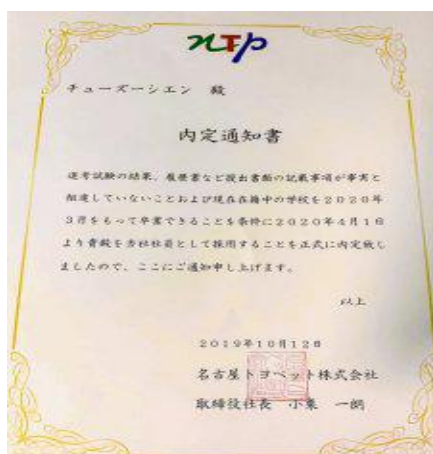 NTP
チューズーシエン 殿
内定通知書
選考試験の結果、履歴書など提出書類の記載事項が事実と
相違していないことおよび現在在籍中の学校を2020年
3月をもって卒業できることを条件に2020年4月1日
より貴殿を当社社員として採用することを正式に内定致し
ましたので、ここにご通知申し上げます。
以上
2019年10月12日
名古屋トヨペット株式会社
取締役社長 小栗 一朗